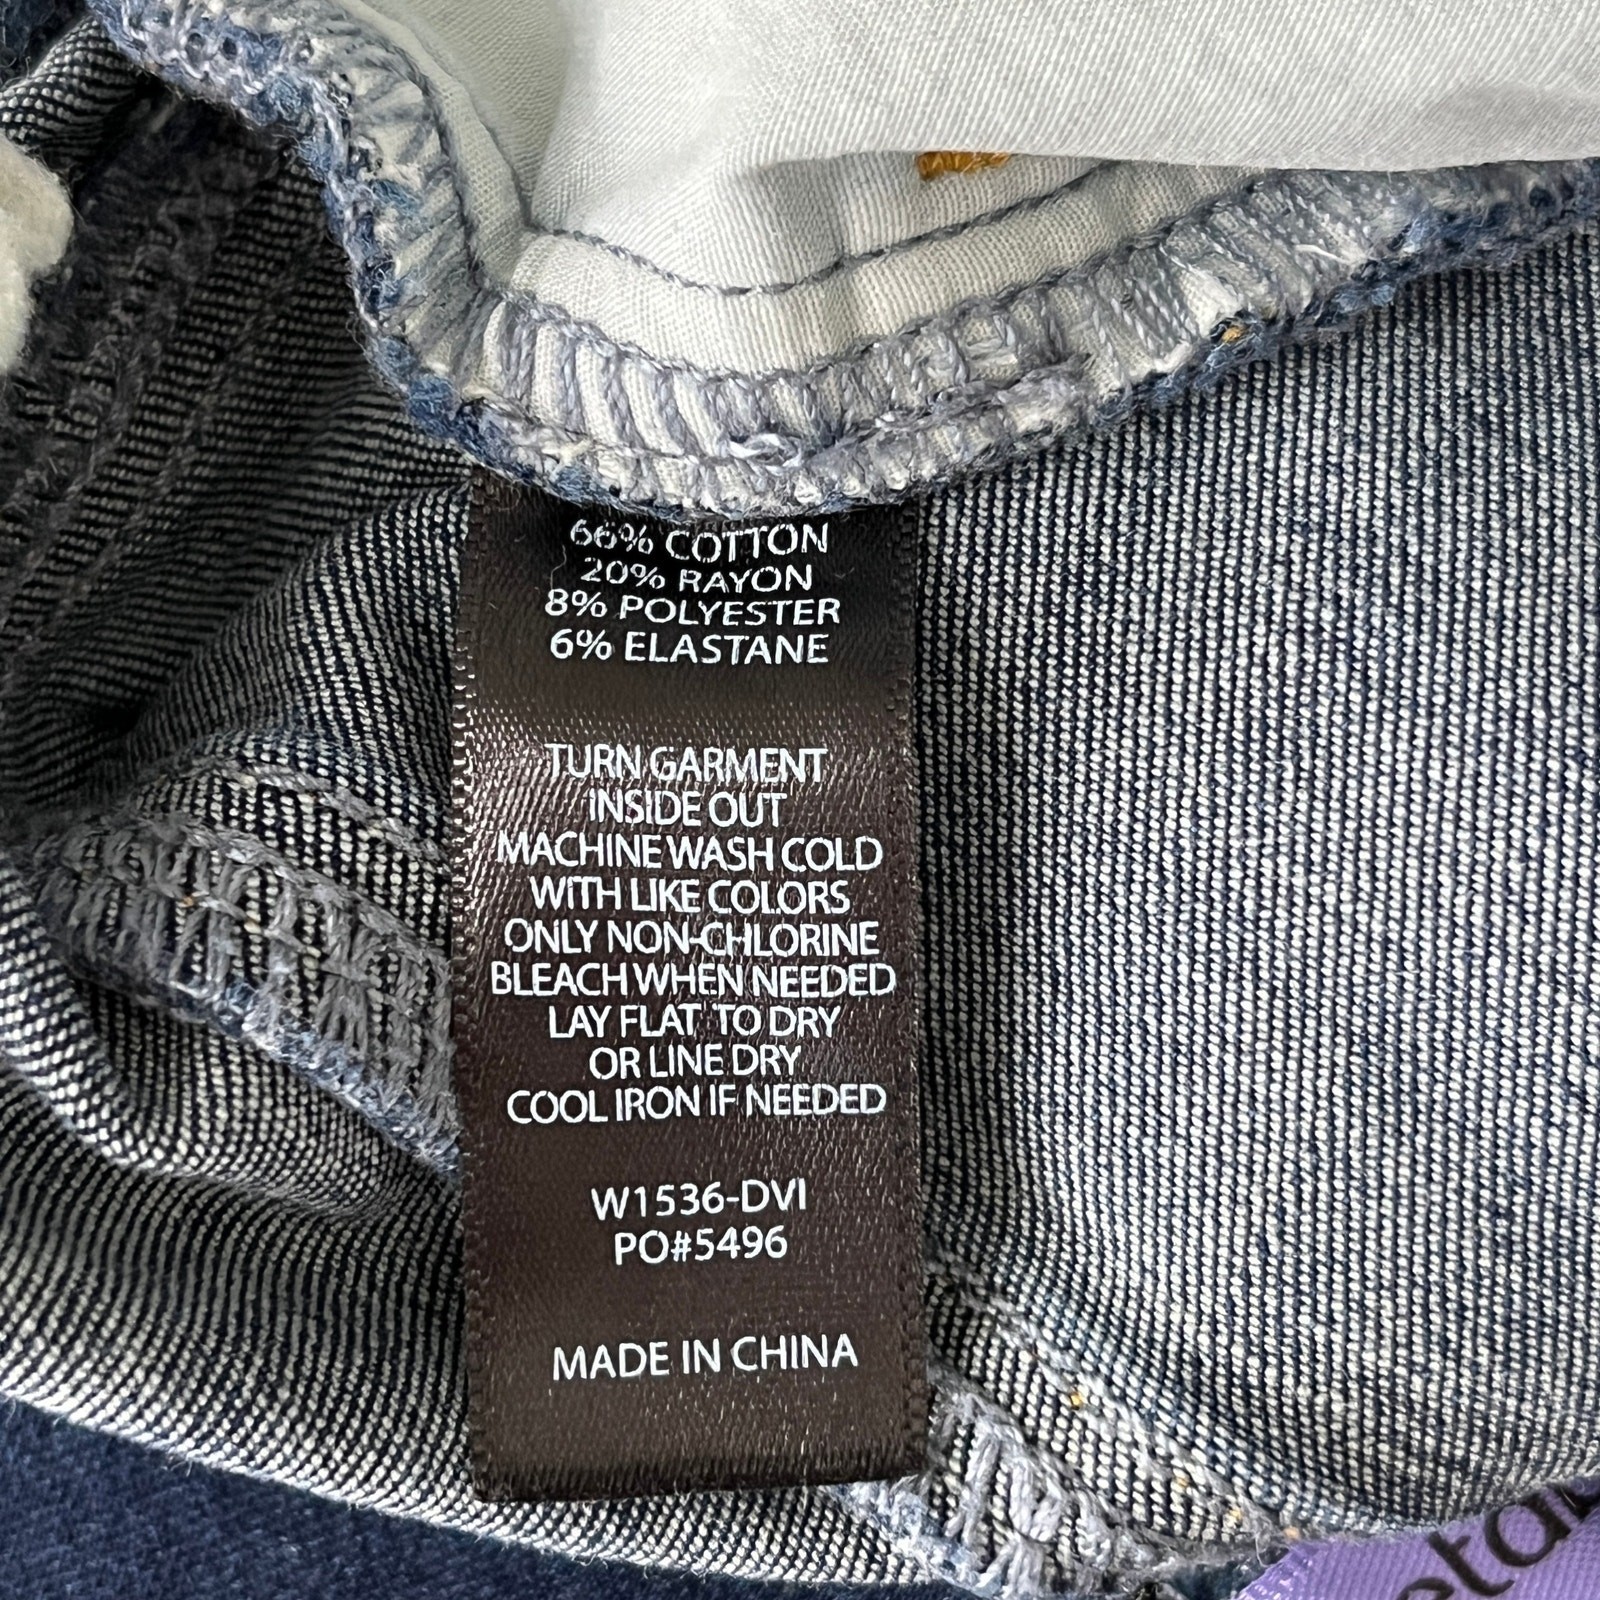 66% COTTON
20% RAYON
8% POLYESTER
6% ELASTANE
TURN GARMENT
INSIDE OUT
MACHINE WASH COLD
WITH LIKE COLORS
ONLY NON-CHLORINE
BLEACH WHEN NEEDED
LAY FLAT TO DRY
OR LINE DRY
COOL IRON IF NEEDED
W1536-DVI
PO#5496
MADE IN CHINA